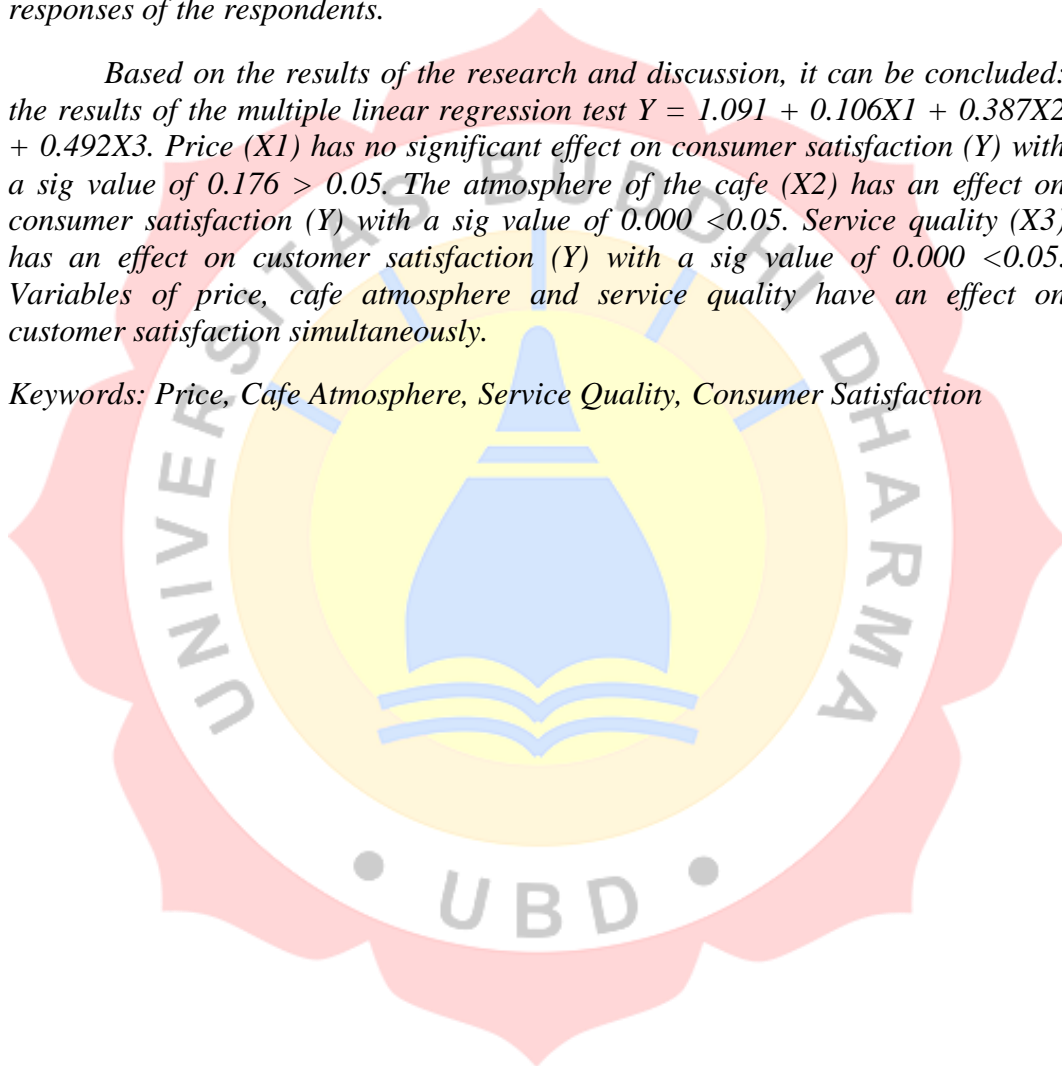 responses of the respondents.
Based on the results of the research and discussion, it can be concluded:
the results of the multiple linear regression test Y = 1.091 + 0.106X1 + 0.387X2
+ 0.492X3. Price (X1) has no significant effect on consumer satisfaction (Y) with
a sig value of 0.176 > 0.05. The atmosphere of the cafe (X2) has an effect on
consumer satisfaction (Y) with a sig value of 0.000 <0.05. Service quality (X3)
has an effect on customer satisfaction (Y) with a sig value of 0.000 <0.05.
Variables of price, cafe atmosphere and service quality have an effect on
customer satisfaction simultaneously.
Keywords: Price, Cafe Atmosphere, Service Quality, Consumer Satisfaction
UNIVERSITAS BUDDHI DHARMA
• UBD •